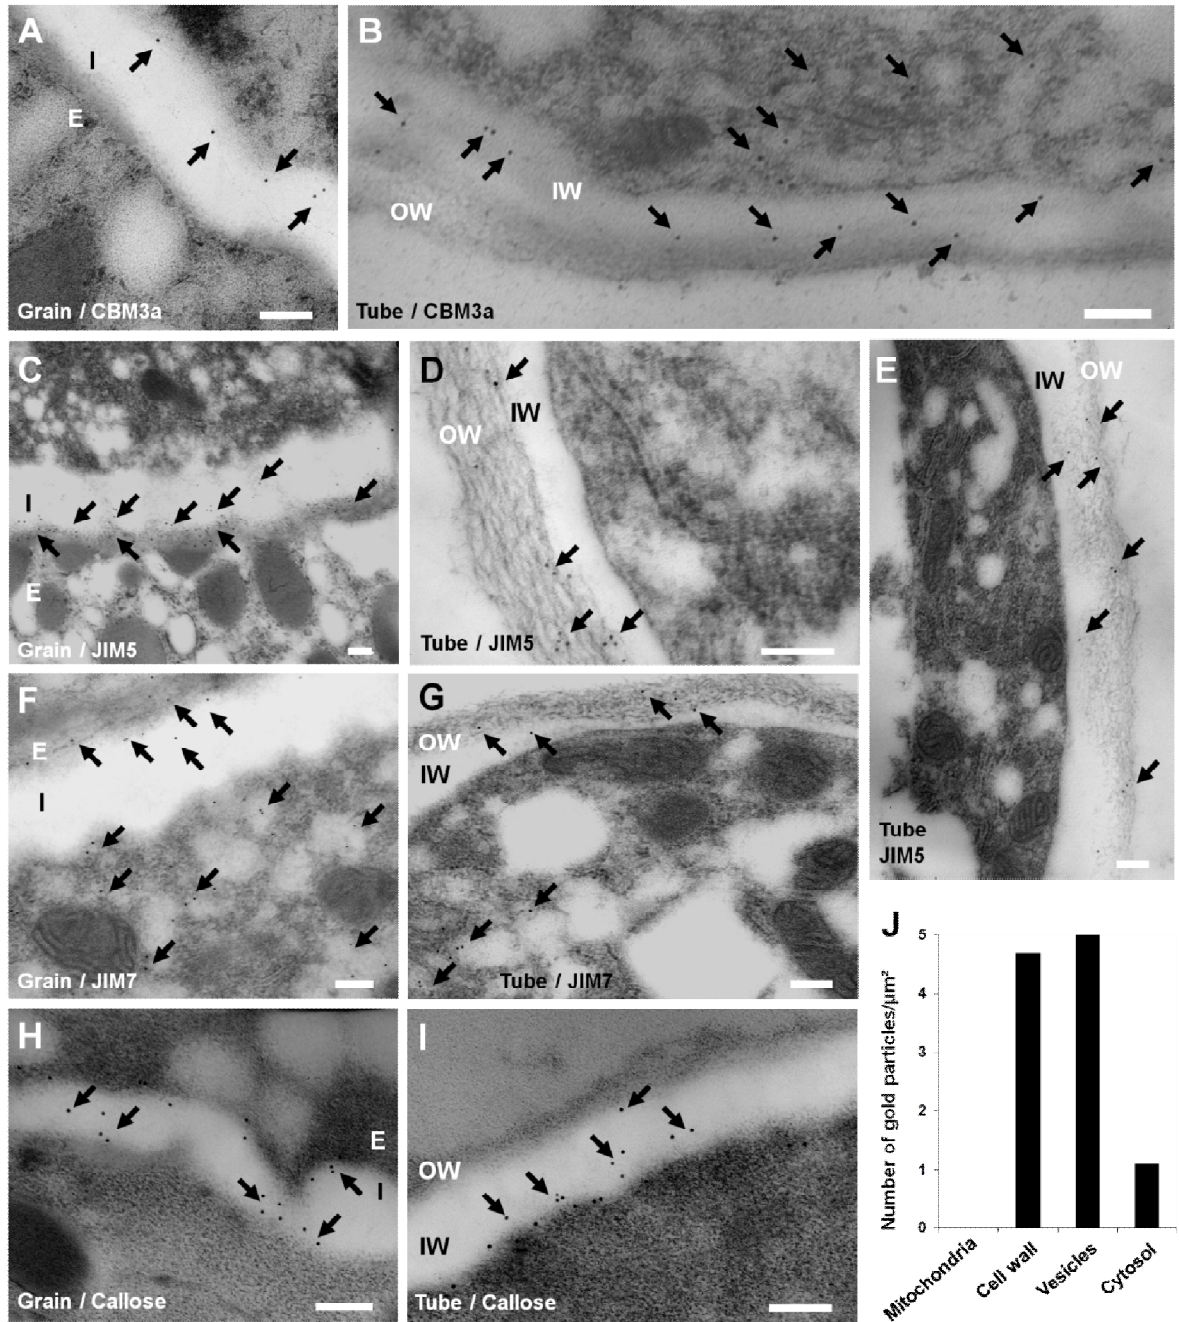 A
I
E
Grain / CBM3a
B
IW
OW
Tube / CBM3a
C
I
E
Grain / JIM5
D
IW
OW
Tube / JIM5
E
IW
OW
Tube
JIM5
F
E
I
Grain / JIM7
G
OW
IW
Tube / JIM7
H
E
I
Grain / Callose
I
OW
IW
Tube / Callose
J
Number of gold particles/µm²
5
4
3
2
1
0
Mitochondria
Cell wall
Vesicles
Cytosol